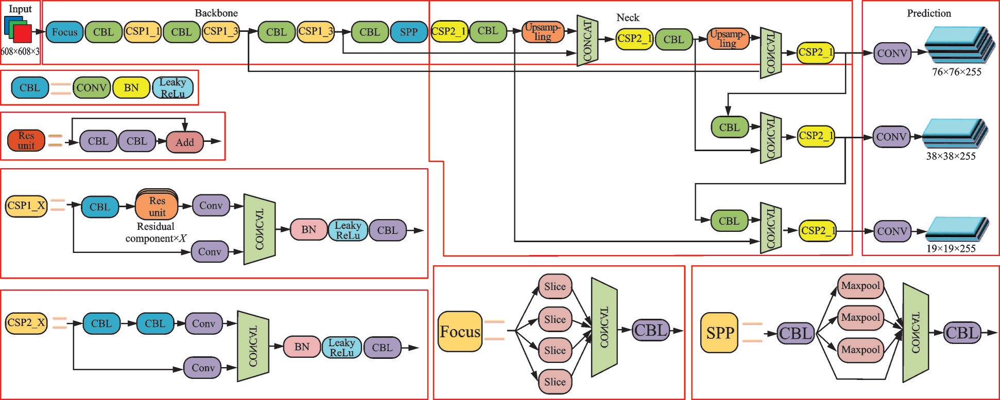 Input
Backbone
Neck
Prediction
Focus
CBL
CSP1_1
CBL
CSP1_3
CBL
CSP1_3
CBL
SPP
CSP2_1
CBL
Upsamp-
ling
CONCAT
CSP2_1
CBL
Upsamp-
ling
CONCAT
CSP2_1
CONV
608×608×3
76×76×255
CBL
CONV
BN
Leaky
ReLu
CBL
CONCAT
CSP2_1
CONV
38×38×255
Res
unit
CBL
CBL
Add
CSP1_X
CBL
Res
unit
Conv
Residual
component×X
Conv
CONCAT
BN
Leaky
ReLu
CBL
CBL
CONCAT
CSP2_1
CONV
19×19×255
CSP2_X
CBL
CBL
Conv
Conv
CONCAT
BN
Leaky
ReLu
CBL
Focus
Slice
Slice
Slice
Slice
CONCAT
CBL
SPP
CBL
Maxpool
Maxpool
Maxpool
CONCAT
CBL